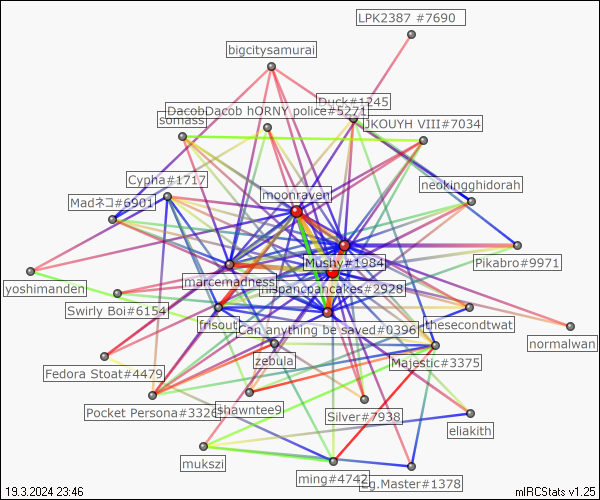 LPK2387 #7690
bigcitysamurai
Duck#1245
DacobDacob hORNY police#5271
somass
JKOUYH VIII#7034
Cypha#1717
neokingghidorah
moonraven
Madネコ#6901
Mushy#1984
Pikabro#9971
marcemadness
yoshimanden
hispancpancakes#2928
Swirly Boi#6154
frisout
Can anything be saved#0396
thesecondtwat
normalwan
zebula
Majestic#3375
Fedora Stoat#4479
Pocket Persona#3326
shawntee9
Silver#7938
eliakith
mukszi
ming#4742
Eg.Master#1378
19.3.2024 23:46
mIRCStats v1.25